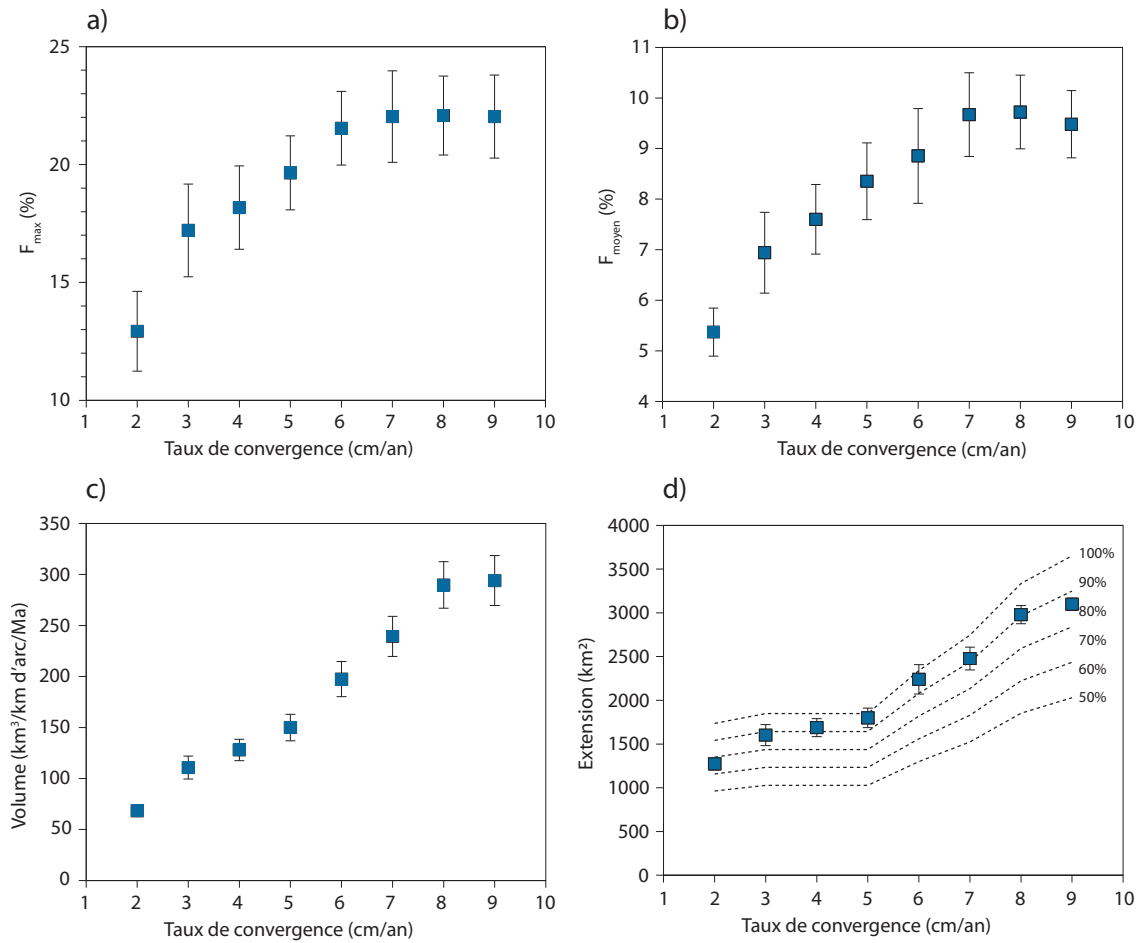 a)
25
20
15
10
F max (%)
1 2 3 4 5 6 7 8 9 10
Taux de convergence (cm/an)
b)
11
10
9
8
7
6
5
4
F moyen (%)
1 2 3 4 5 6 7 8 9 10
Taux de convergence (cm/an)
c)
350
300
250
200
150
100
50
0
Volume (km³/km d'arc/Ma)
1 2 3 4 5 6 7 8 9 10
Taux de convergence (cm/an)
d)
4000
3500
3000
2500
2000
1500
1000
500
0
Extension (km²)
100%
90%
80%
70%
60%
50%
1 2 3 4 5 6 7 8 9 10
Taux de convergence (cm/an)